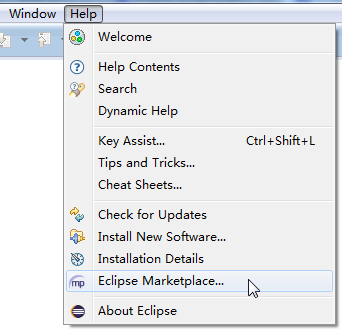 Window Help
Welcome
Help Contents
Search
Dynamic Help
Key Assist... Ctrl+Shift+L
Tips and Tricks...
Cheat Sheets...
Check for Updates
Install New Software...
Installation Details
mp Eclipse Marketplace...
About Eclipse